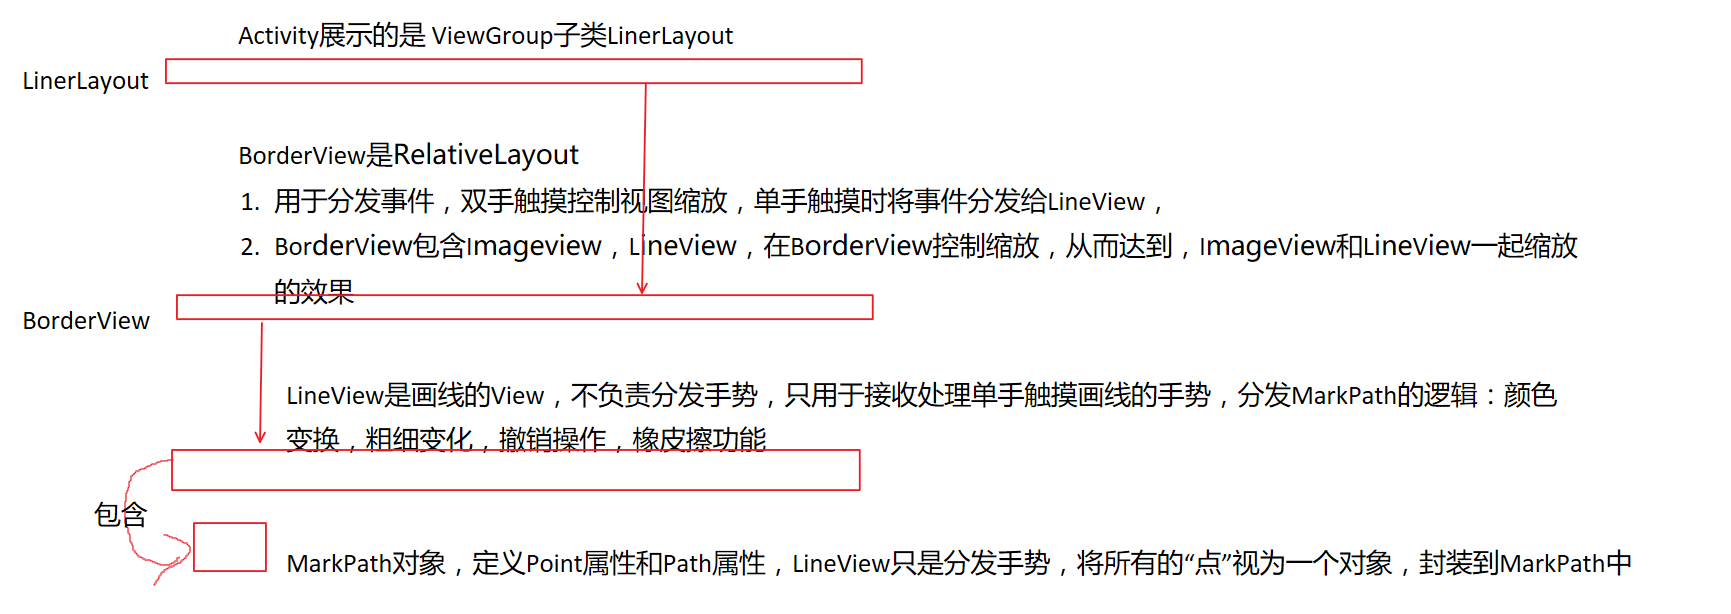 Activity展示的是 ViewGroup子类LinerLayout
LinerLayout
BorderView是RelativeLayout
1. 用于分发事件，双手触摸控制视图缩放，单手触摸时将事件分发给LineView，
2. BorderView包含Imageview，LineView，在BorderView控制缩放，从而达到，ImageView和LineView一起缩放
的效果
BorderView
LineView是画线的View，不负责分发手势，只用于接收处理单手触摸画线的手势，分发MarkPath的逻辑：颜色
变换，粗细变化，撤销操作，橡皮擦功能
包含
MarkPath对象，定义Point属性和Path属性，LineView只是分发手势，将所有的“点”视为一个对象，封装到MarkPath中